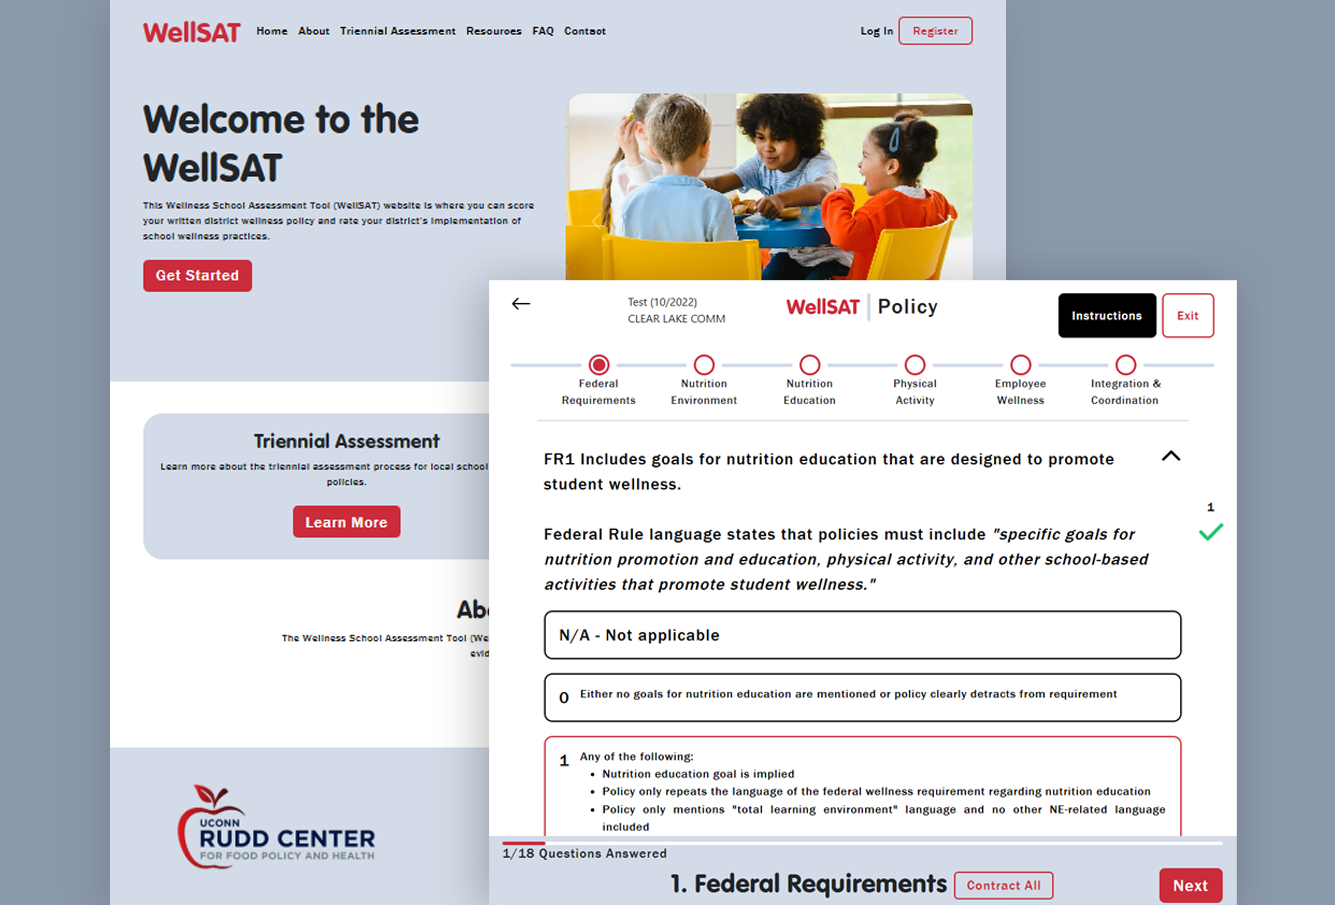 WellSAT Home About Triennial Assessment Resources FAQ Contact Log In Register
Welcome to the
WellSAT
This Wellness School Assessment Tool (WellSAT) website is where you can score
your written district wellness policy and rate your district's implementation of
school wellness practices.
Get Started
Triennial Assessment
Learn more about the triennial assessment process for local school
policies.
Learn More
The Wellness School Assessment Tool
UCONN
RUDD CENTER
FOR FOOD POLICY AND HEALTH
Test (10/2022)
CLEAR LAKE COMM
WellSAT Policy
Instructions
Exit
Federal
Requirements
Nutrition
Environment
Nutrition
Education
Physical
Activity
Employee
Wellness
Integration &
Coordination
FR1 Includes goals for nutrition education that are designed to promote
student wellness.
1
Federal Rule language states that policies must include "specific goals for
nutrition promotion and education, physical activity, and other school-based
activities that promote student wellness."
N/A - Not applicable
0 Either no goals for nutrition education are mentioned or policy clearly detracts from requirement
1 Any of the following:
• Nutrition education goal is implied
• Policy only repeats the language of the federal wellness requirement regarding nutrition education
• Policy only mentions "total learning environment" language and no other NE-related language
included
1/18 Questions Answered
1. Federal Requirements
Contract All
Next